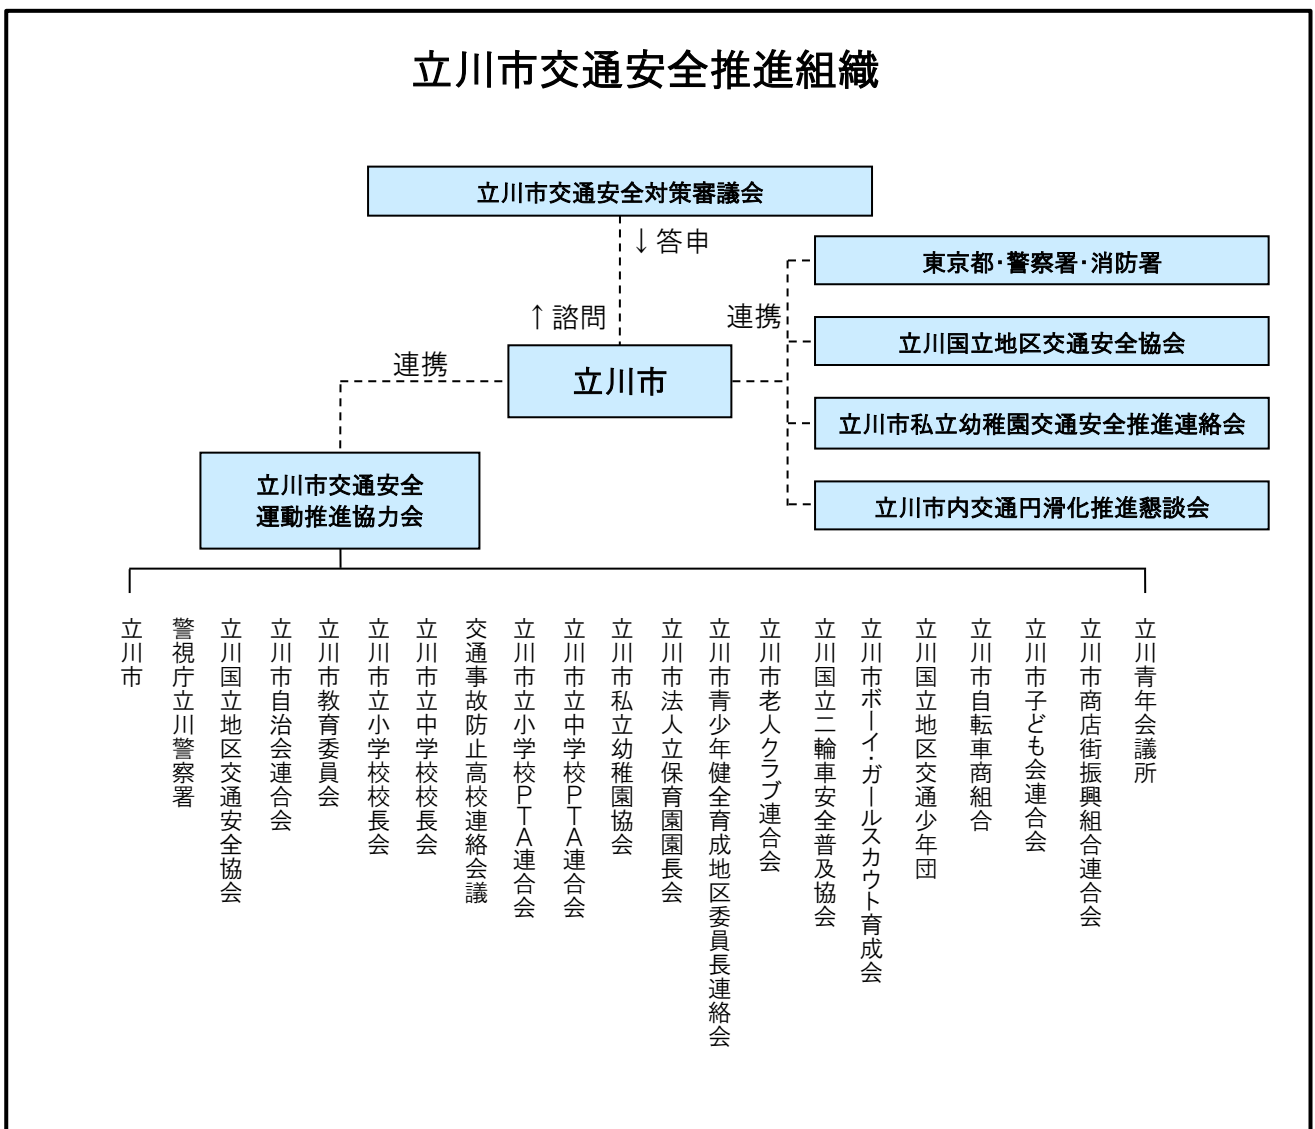 立川市交通安全推進組織
立川市交通安全対策審議会
↓答申
↑諮問
連携
連携
立川市
東京都・警察署・消防署
立川国立地区交通安全協会
立川市私立幼稚園交通安全推進連絡会
立川市内交通円滑化推進懇談会
立川市交通安全
運動推進協力会
立川市
警視庁立川警察署
立川国立地区交通安全協会
立川市自治会連合会
立川市教育委員会
立川市立小学校校長会
立川市立中学校校長会
交通事故防止高校連絡会議
立川市立小学校PTA連合会
立川市立中学校PTA連合会
立川市私立幼稚園協会
立川市法人立保育園園長会
立川市青少年健全育成地区委員長連絡会
立川市老人クラブ連合会
立川国立二輪車安全普及協会
立川市ボーイ・ガールスカウト育成会
立川国立地区交通少年団
立川市自転車商組合
立川市子ども会連合会
立川市商店街振興組合連合会
立川青年会議所